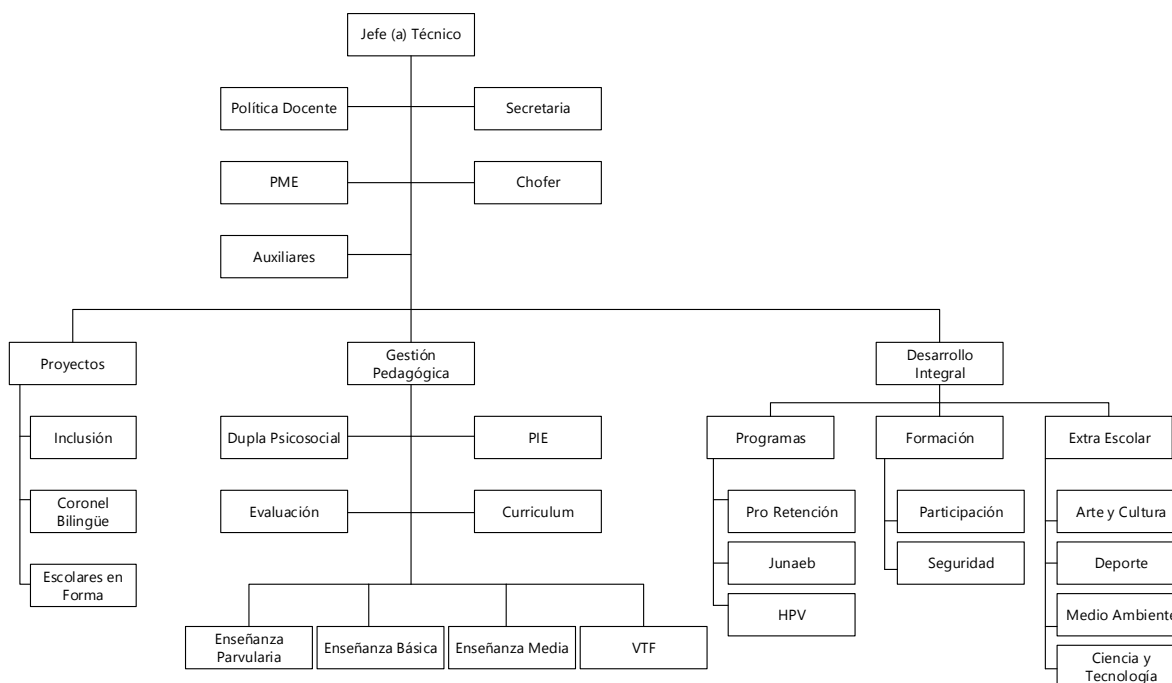 Jefe (a) Técnico
Política Docente
Secretaria
PME
Chofer
Auxiliares
Proyectos
Gestión
Pedagógica
Desarrollo
Integral
Inclusión
Dupla Psicosocial
PIE
Programas
Formación
Extra Escolar
Coronel
Bilingüe
Evaluación
Curriculum
Pro Retención
Participación
Arte y Cultura
Escolares en
Forma
Junaeb
Seguridad
Deporte
HPV
Medio Ambiente
Enseñanza
Parvularia
Enseñanza Básica
Enseñanza Media
VTF
Ciencia y
Tecnología